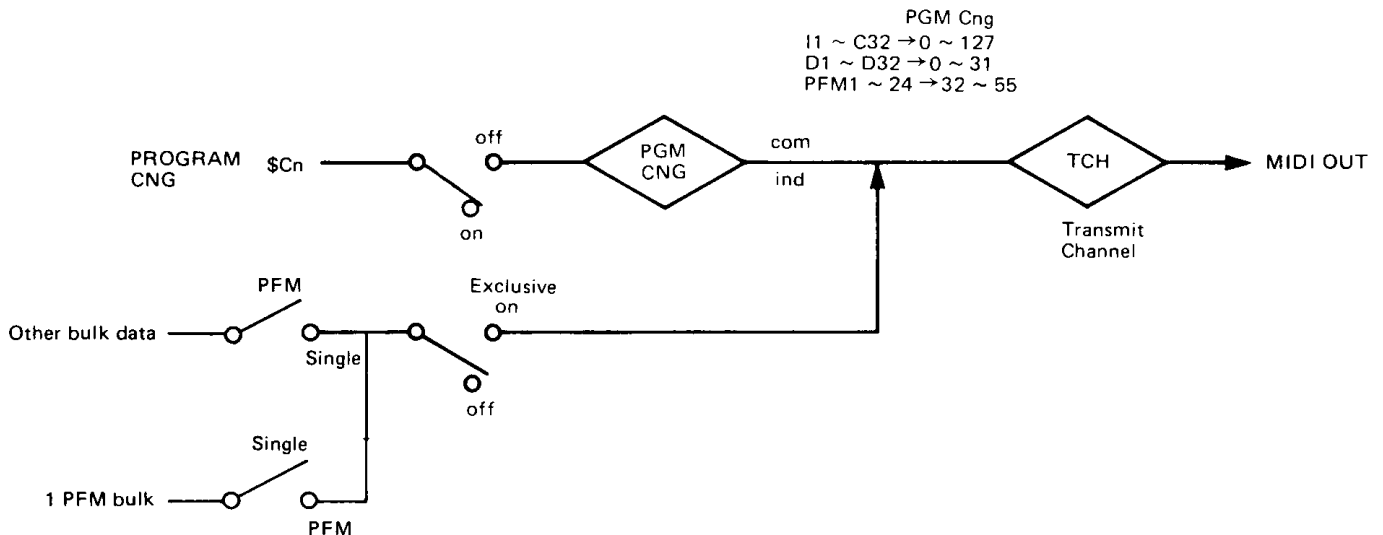 PGM Cng
I1 ~ C32 →0 ~ 127
D1 ~ D32 →0 ~ 31
PFM1 ~ 24 →32 ~ 55
PROGRAM
CNG
$Cn
off
on
PGM
CNG
com
ind
TCH
MIDI OUT
Transmit
Channel
PFM
Exclusive
on
Other bulk data
Single
off
Single
1 PFM bulk
PFM